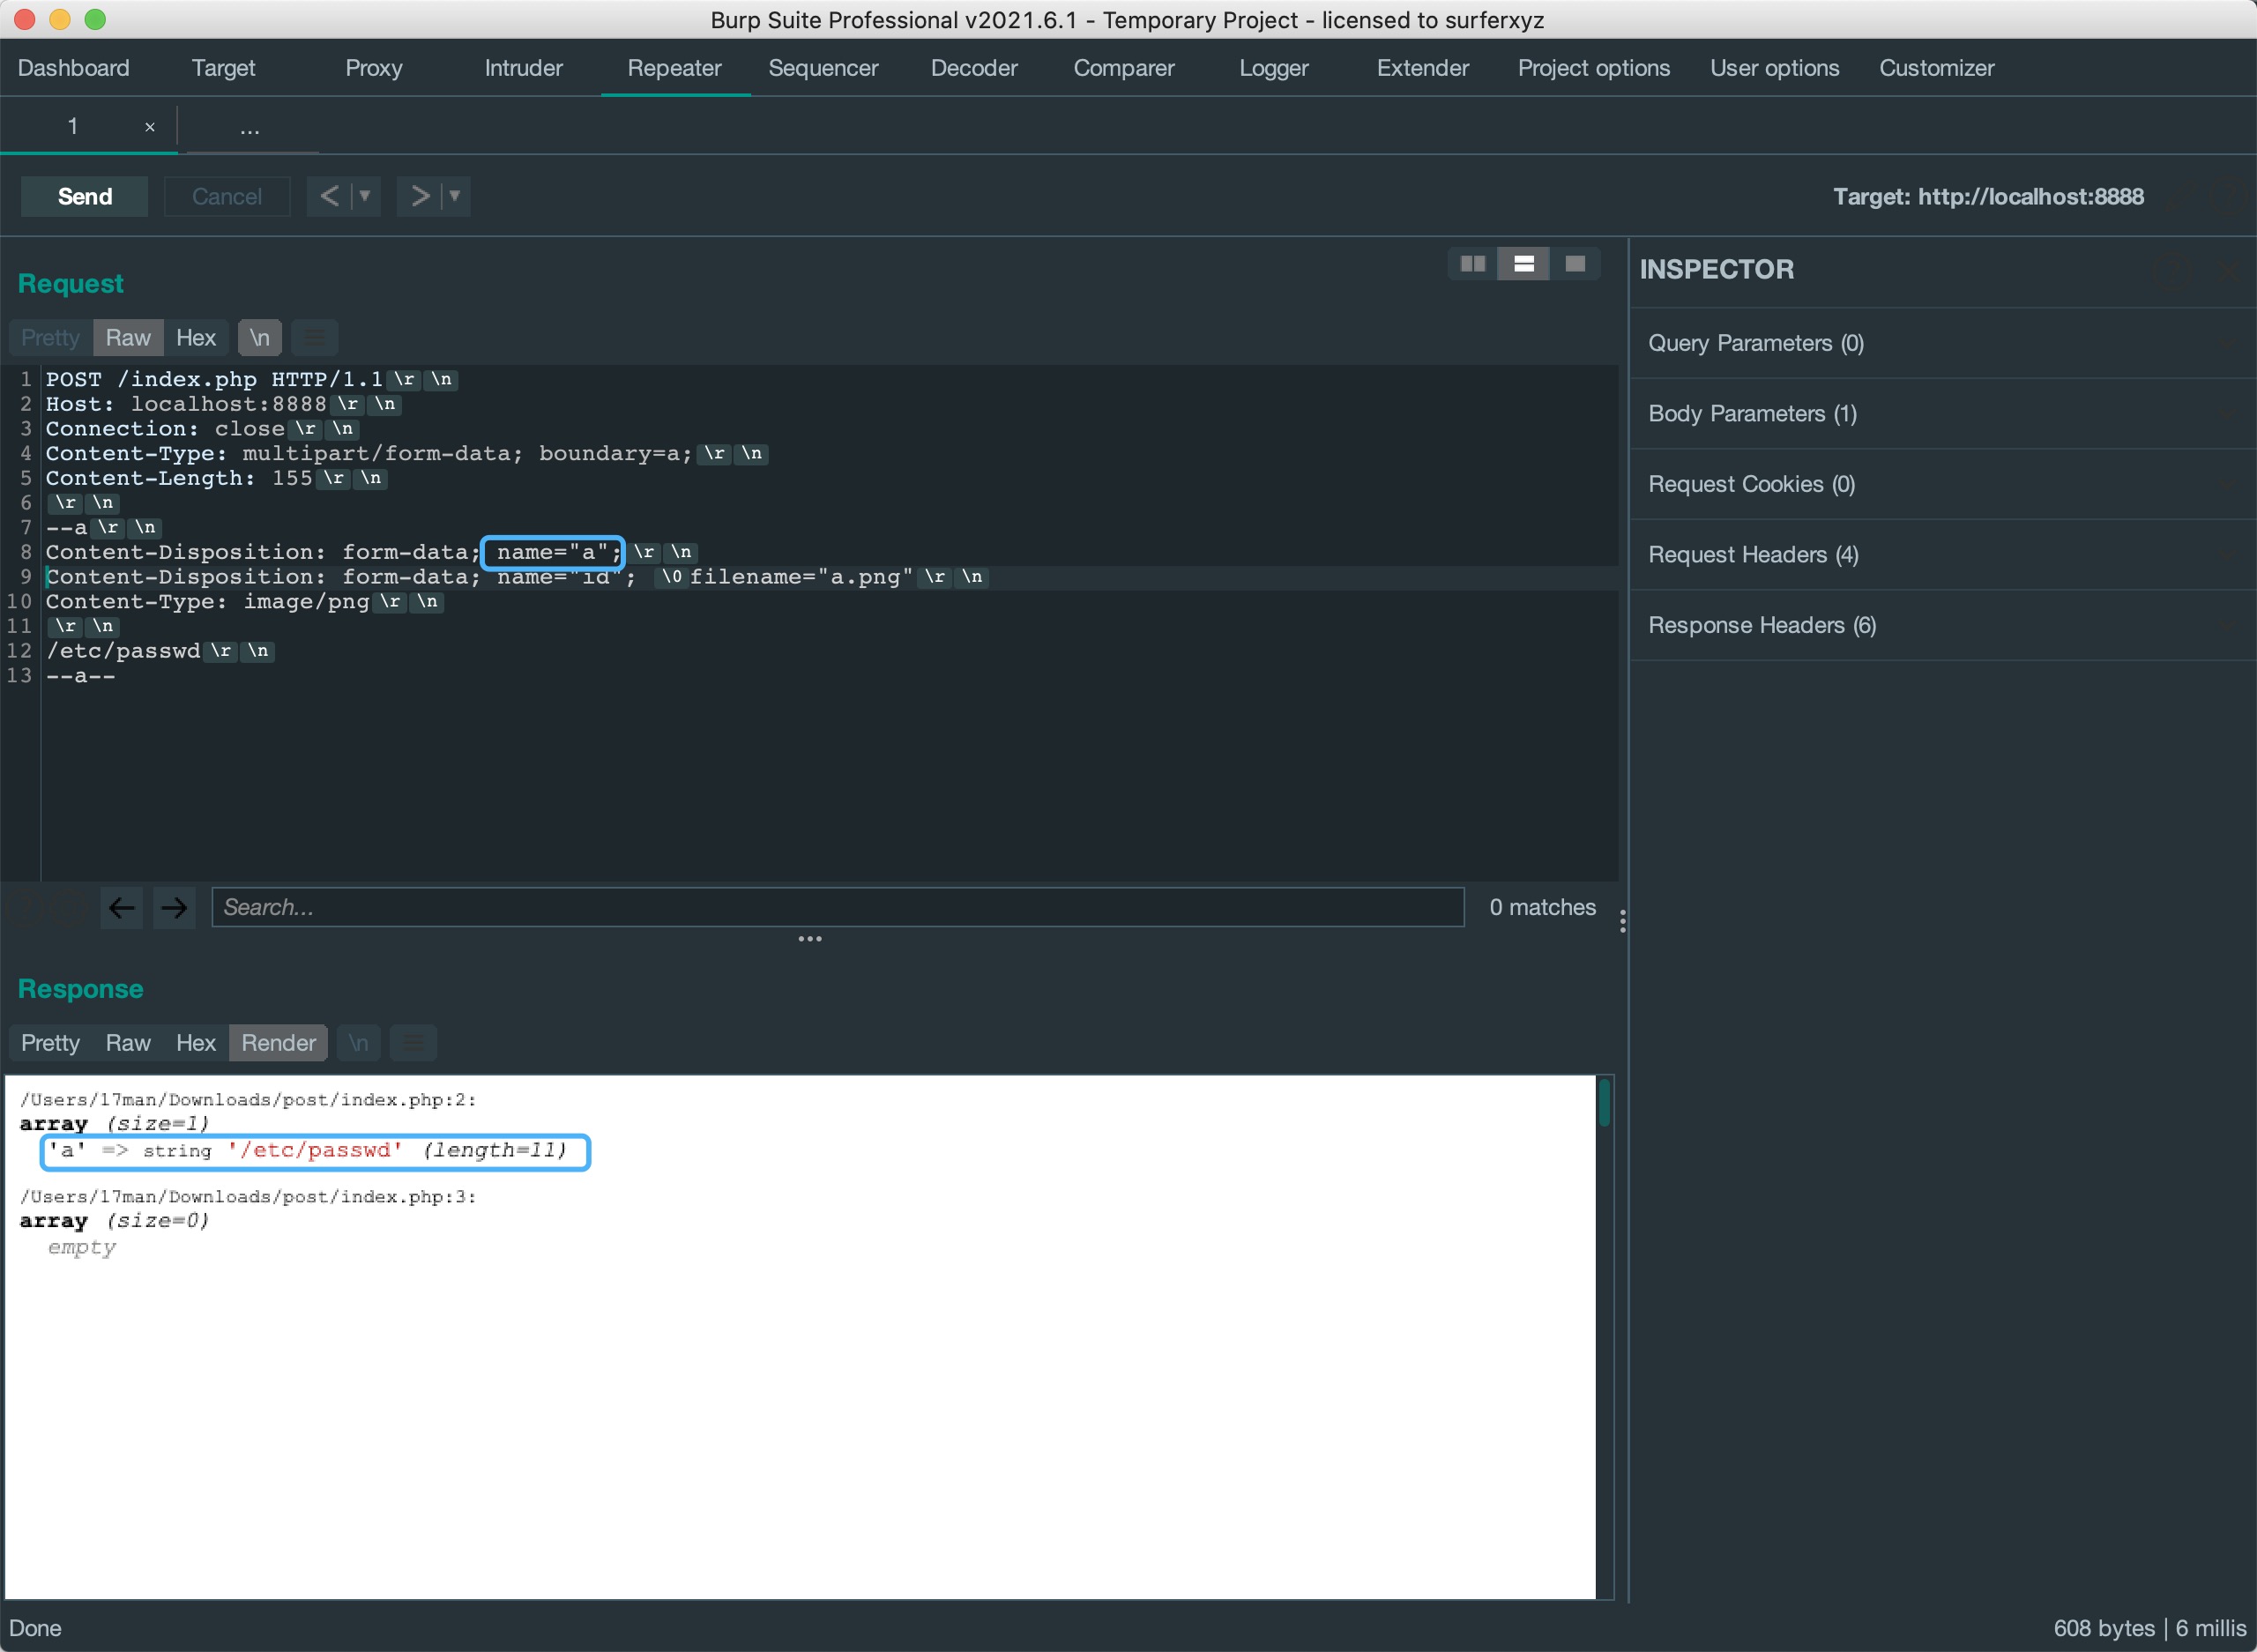 Burp Suite Professional v2021.6.1 - Temporary Project - licensed to surferxyz
Dashboard Target Proxy Intruder Repeater Sequencer Decoder Comparer Logger Extender Project options User options Customizer
1 × ...
Send Cancel < ▼ > ▼ Target: http://localhost:8888
Request
INSPECTOR
Pretty Raw Hex \n
Query Parameters (0)
Body Parameters (1)
Request Cookies (0)
Request Headers (4)
Response Headers (6)
1 POST /index.php HTTP/1.1 \r \n
2 Host: localhost:8888 \r \n
3 Connection: close \r \n
4 Content-Type: multipart/form-data; boundary=a; \r \n
5 Content-Length: 155 \r \n
6 \r \n
7 --a \r \n
8 Content-Disposition: form-data; name="a"; \r \n
9 Content-Disposition: form-data; name="id"; \0 filename="a.png" \r \n
10 Content-Type: image/png \r \n
11 \r \n
12 /etc/passwd \r \n
13 --a--
Search... 0 matches
Response
Pretty Raw Hex Render \n
/Users/17man/Downloads/post/index.php:2:
array (size=1)
'a' => string '/etc/passwd' (length=11)
/Users/17man/Downloads/post/index.php:3:
array (size=0)
empty
Done 608 bytes | 6 millis